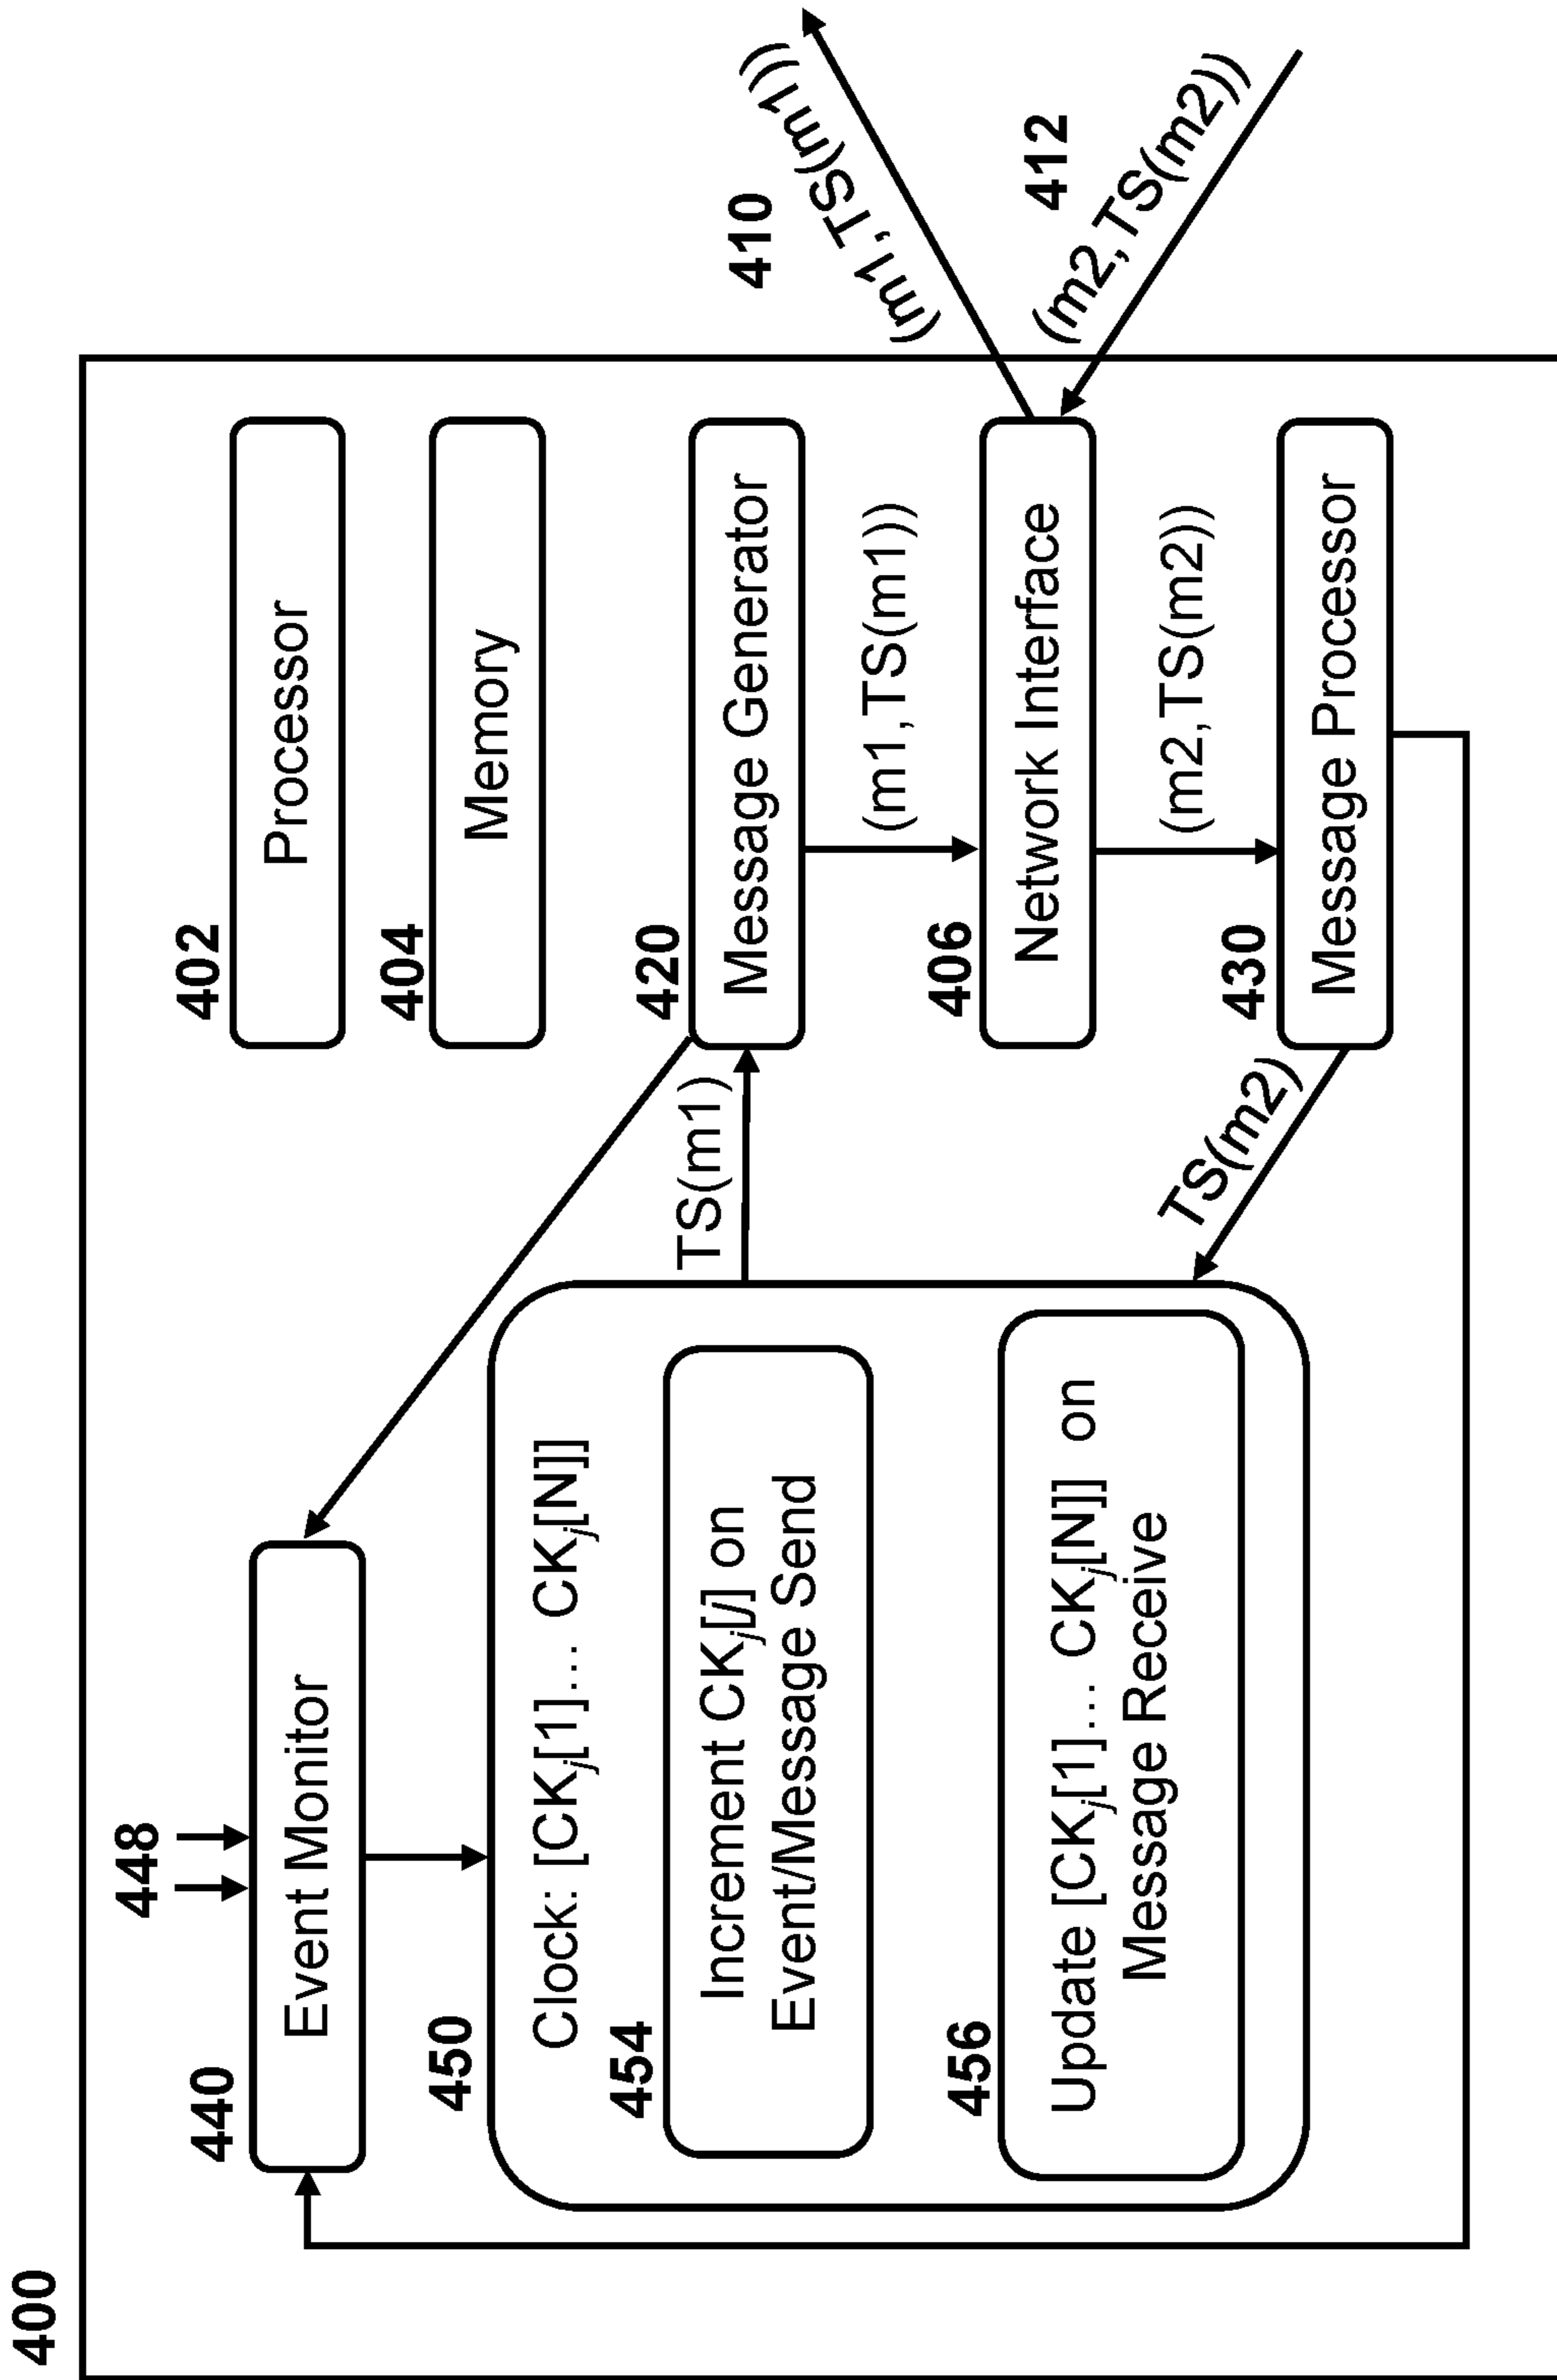 400
440
448
Event Monitor
450
Clock: [CKj[1]... CKj[N]]
454
Increment CKj[j] on
Event/Message Send
456
Update [CKj[1]... CKj[N]] on
Message Receive
402
Processor
404
Memory
420
Message Generator
TS(m1)
(m1,TS(m1))
406
Network Interface
(m2,TS(m2))
430
Message Processor
TS(m2)
410
(m1,TS(m1)))
412
(m2,TS(m2)))